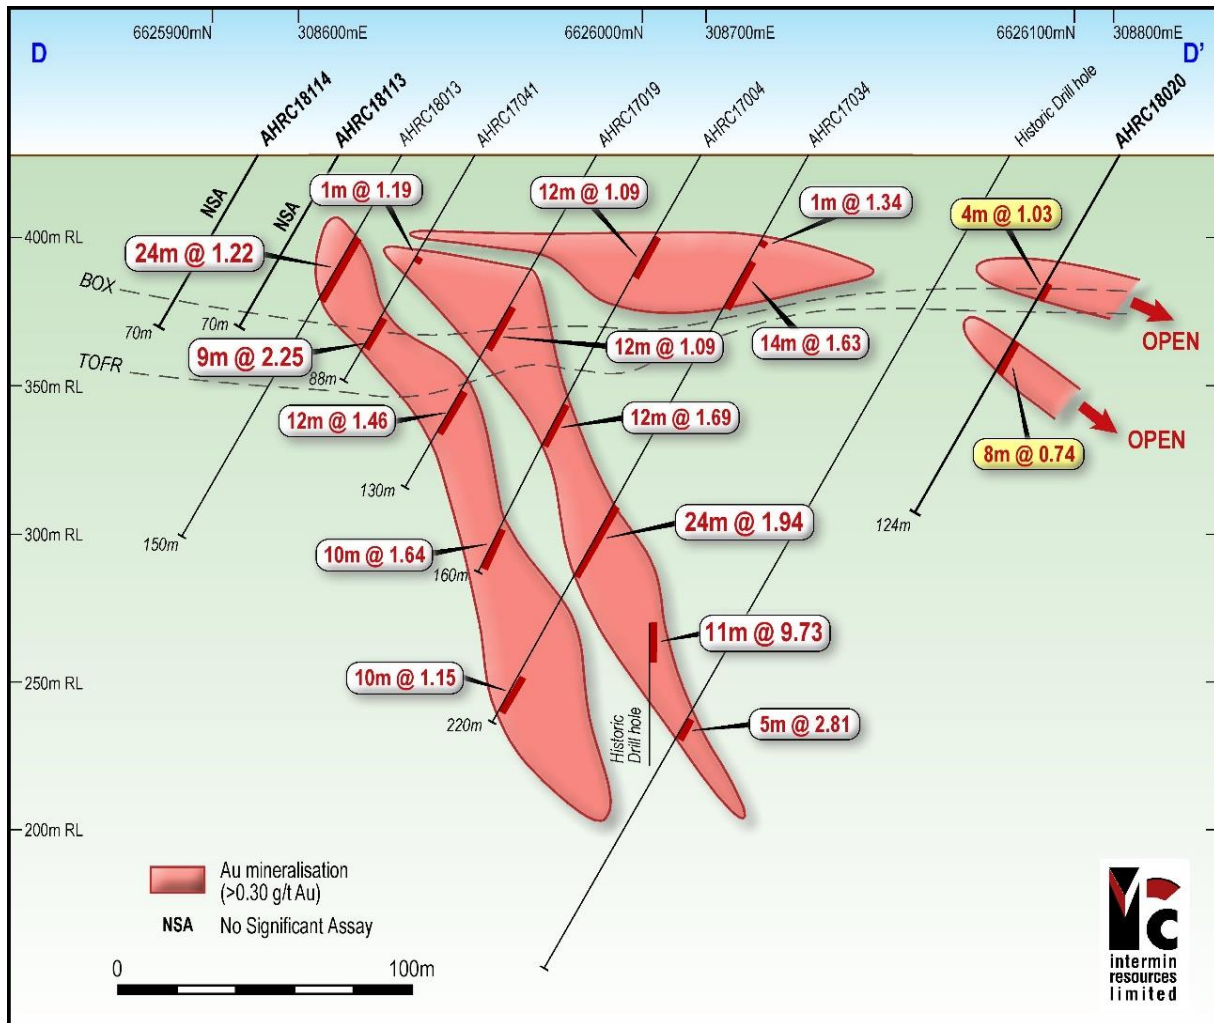 6625900mN
308600mE
6626000mN
308700mE
6626100mN
308800mE
D
D'
AHRC18114
AHRC18113
AHRC18013
AHRC17041
AHRC17019
AHRC17004
AHRC17034
Historic Drill hole
AHRC18020
NSA
NSA
1m @ 1.19
12m @ 1.09
1m @ 1.34
4m @ 1.03
400m RL
24m @ 1.22
BOX
70m
70m
OPEN
9m @ 2.25
12m @ 1.09
14m @ 1.63
TOFR
88m
350m RL
12m @ 1.46
12m @ 1.69
OPEN
8m @ 0.74
130m
24m @ 1.94
124m
300m RL
150m
10m @ 1.64
160m
11m @ 9.73
10m @ 1.15
250m RL
220m
Historic
Drill hole
5m @ 2.81
200m RL
Au mineralisation
(>0.30 g/t Au)
NSA No Significant Assay
0 100m
intermin
resources
limited